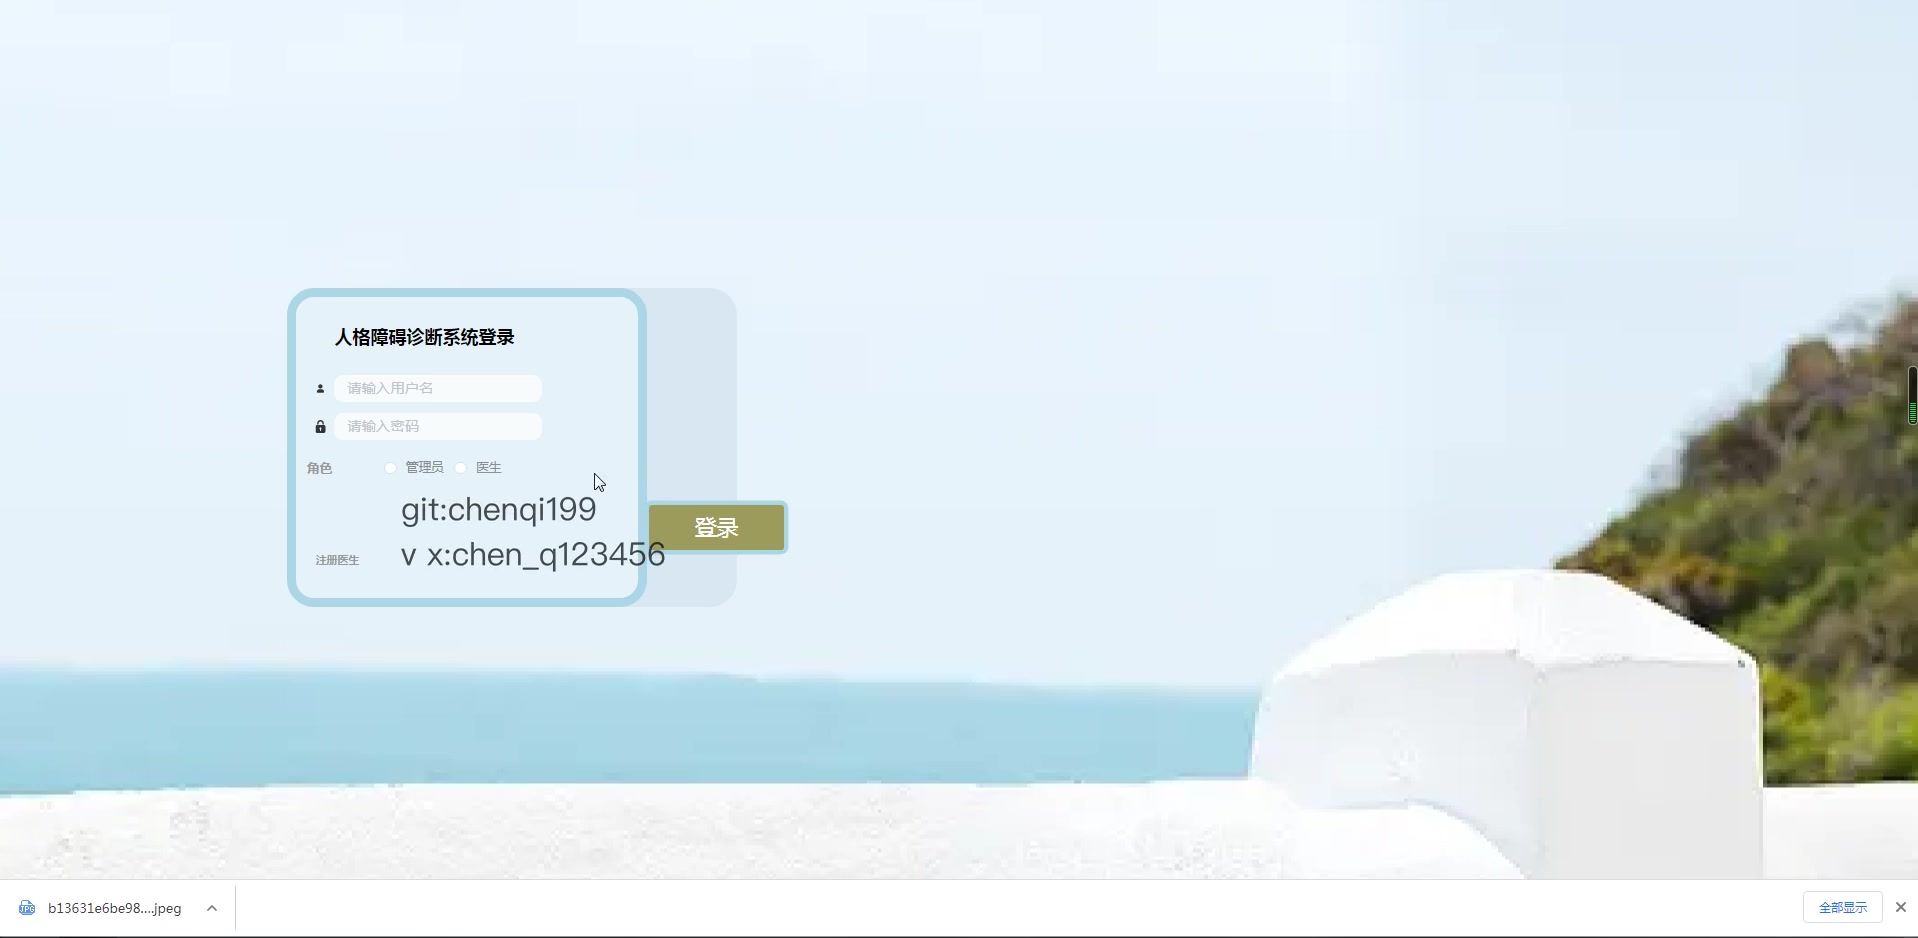 人格障碍诊断系统登录
请输入用户名
请输入密码
角色 管理员 医生
git:chenqi199
登录
v x:chen_q123456
注册医生
b13631e6be98....jpeg
全部显示